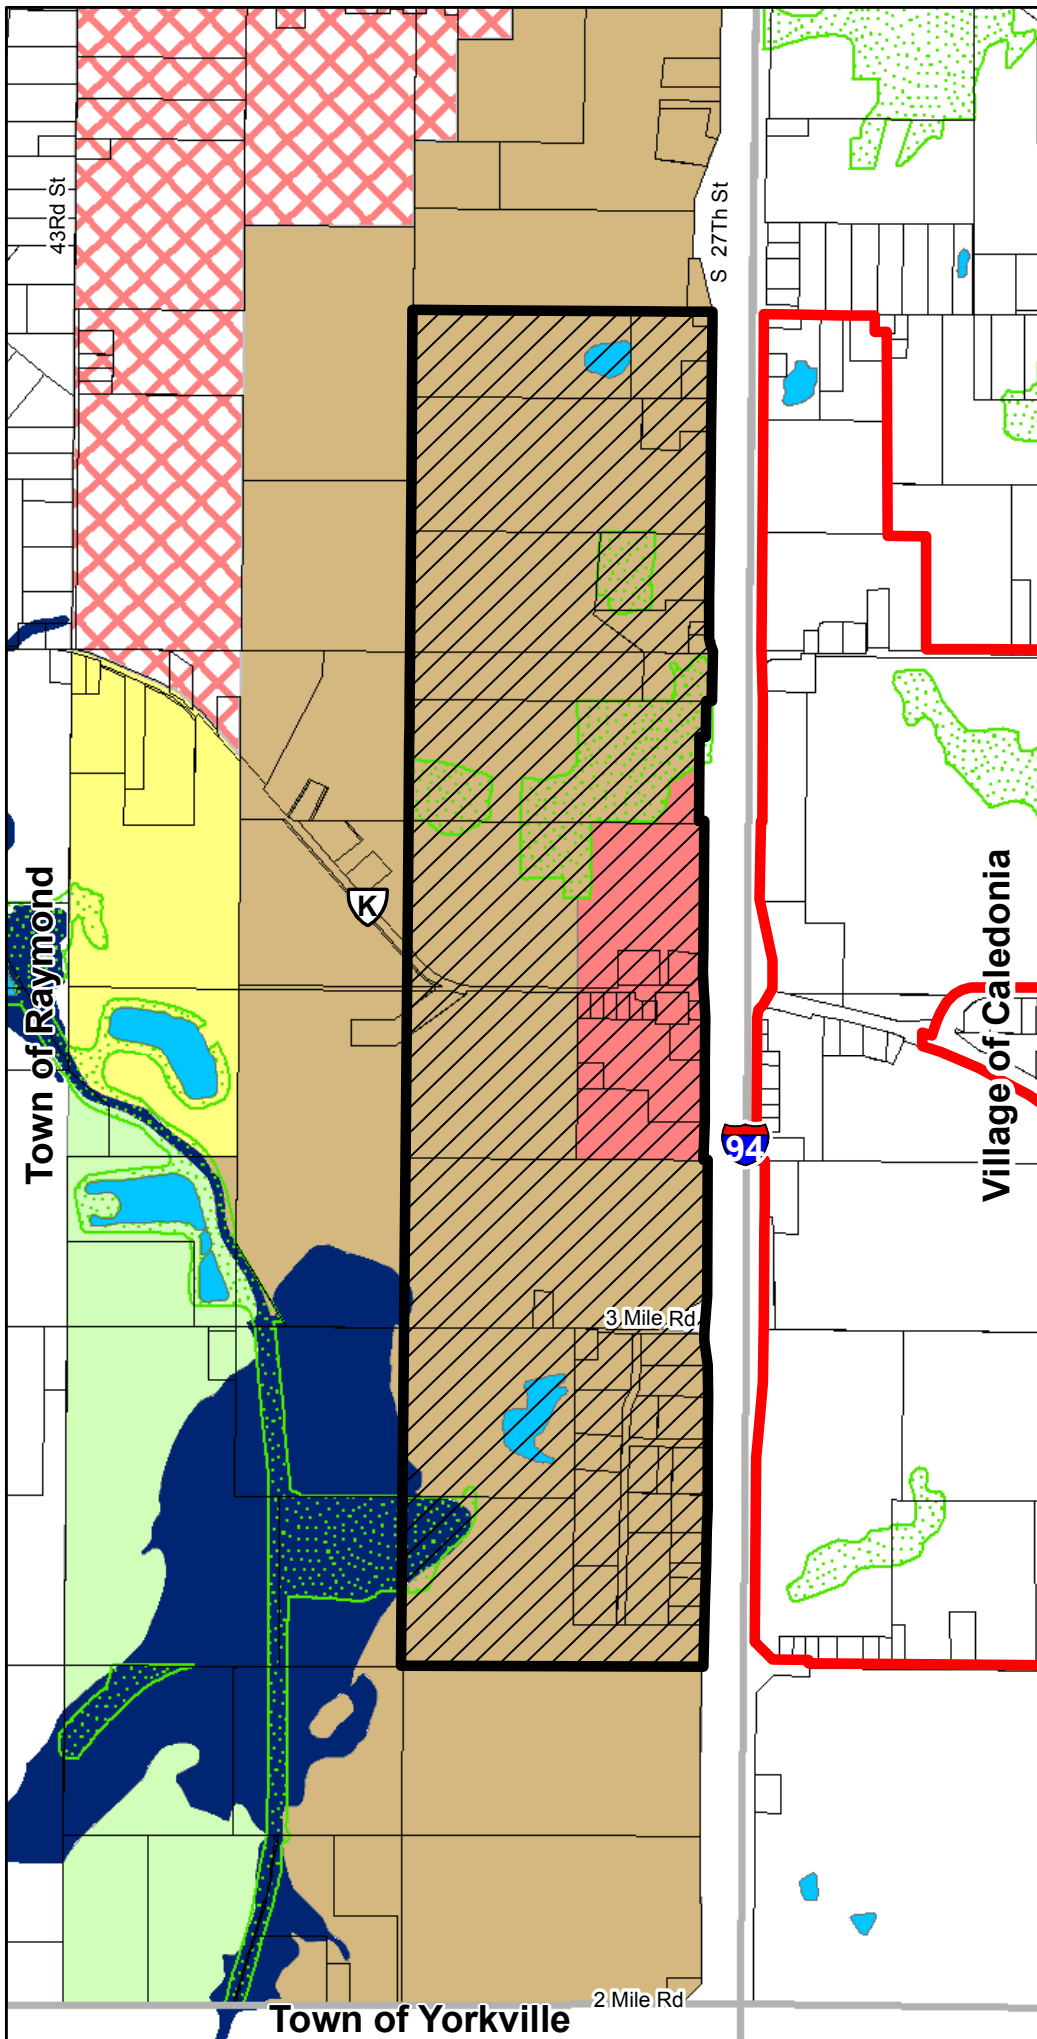 43Rd St
S 27Th St
K
Town of Raymond
Village of Caledonia
94
3 Mile Rd
2 Mile Rd
Town of Yorkville